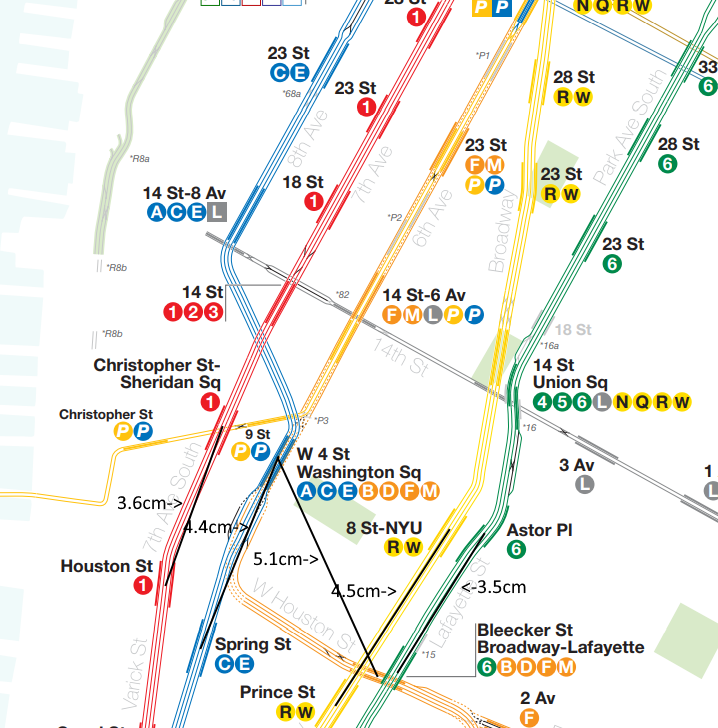 23 St
1
P P
N Q R W
23 St
C E
*68a
8th Ave
23 St
1
7th Ave
*P1
28 St
R W
Park Ave South
33
6
28 St
6
*R8a
23 St
F M
P P
23 St
R W
14 St-8 Av
A C E L
18 St
1
*P2
6th Ave
Broadway
23 St
6
*R8b
14 St
1 2 3
*82
14 St-6 Av
F M L P P
*R8b
14th St
18 St
*16a
14 St
Union Sq
4 5 6 L N Q R W
Christopher St-
Sheridan Sq
1
Christopher St
P P
*P3
9 St
P P
*16
3 Av
L
1
L
W 4 St
Washington Sq
A C E B D F M
3.6cm->
7th Ave South
4.4cm->
8 St-NYU
R W
Astor Pl
6
5.1cm->
Houston St
1
4.5cm->
<-3.5cm
W Houston St
Lafayette St
Varick St
Spring St
C E
*15
Bleecker St
Broadway-Lafayette
6 B D F M
Prince St
R W
2 Av
F